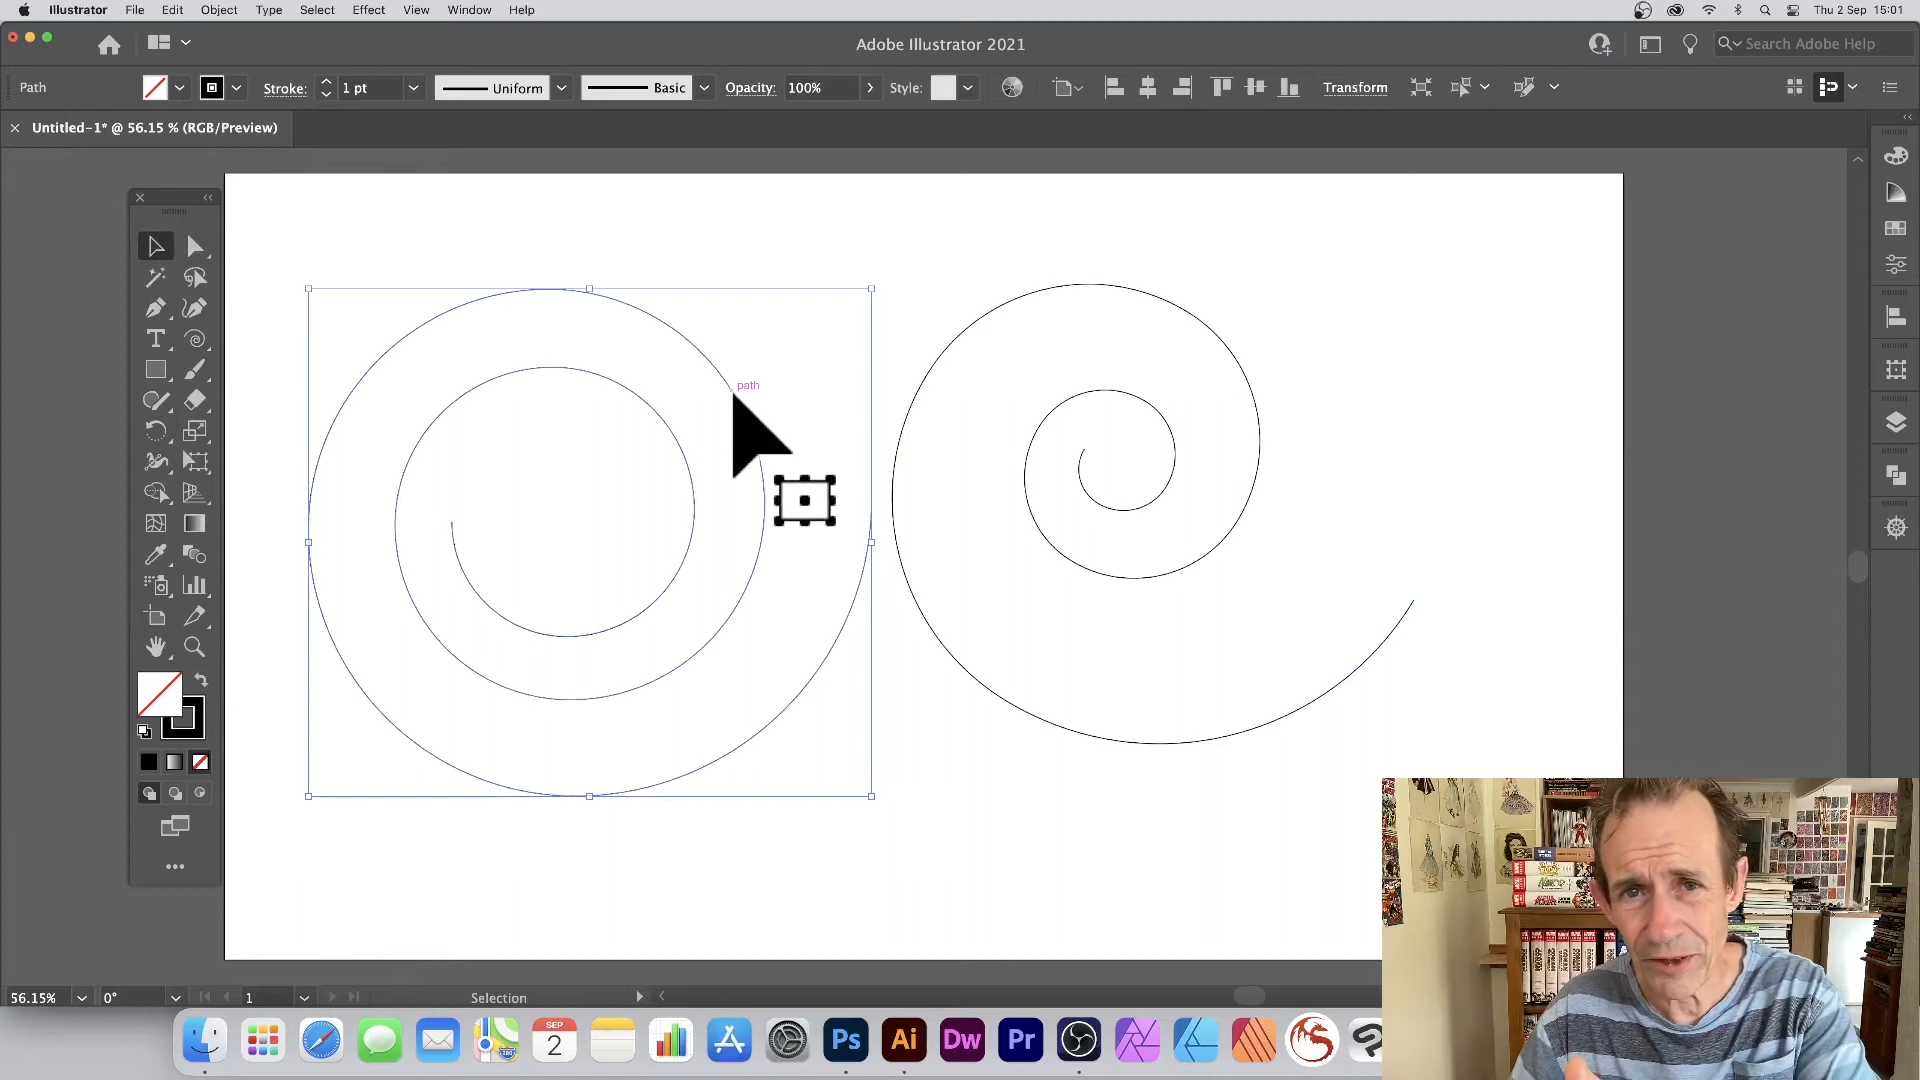 Illustrator File Edit Object Type Select Effect View Window Help Thu 2 Sep 15:01
Adobe Illustrator 2021 Search Adobe Help
Path Stroke: 1 pt Uniform Basic Opacity: 100% Style: Transform
Untitled-1* @ 56.15 % (RGB/Preview)
path
56.15% 0° 1 Selection
SEP
2
Ps Ai Dw Pr